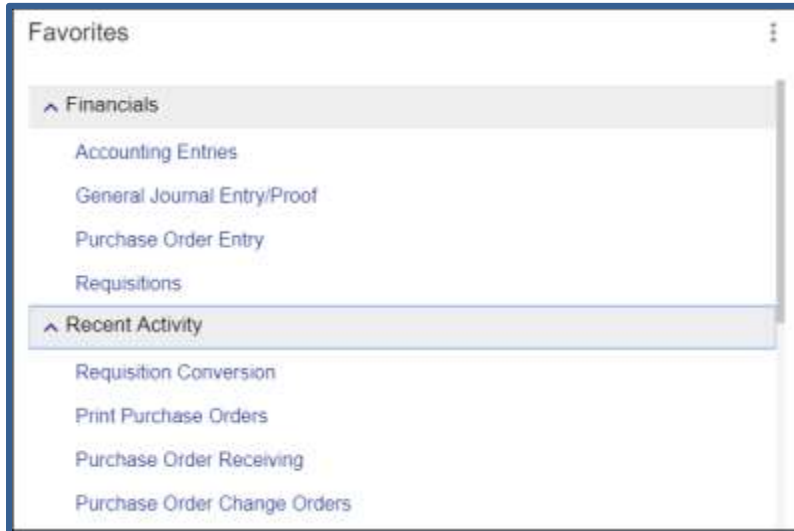 Favorites
Financials
Accounting Entries
General Journal Entry/Proof
Purchase Order Entry
Requisitions
Recent Activity
Requisition Conversion
Print Purchase Orders
Purchase Order Receiving
Purchase Order Change Orders